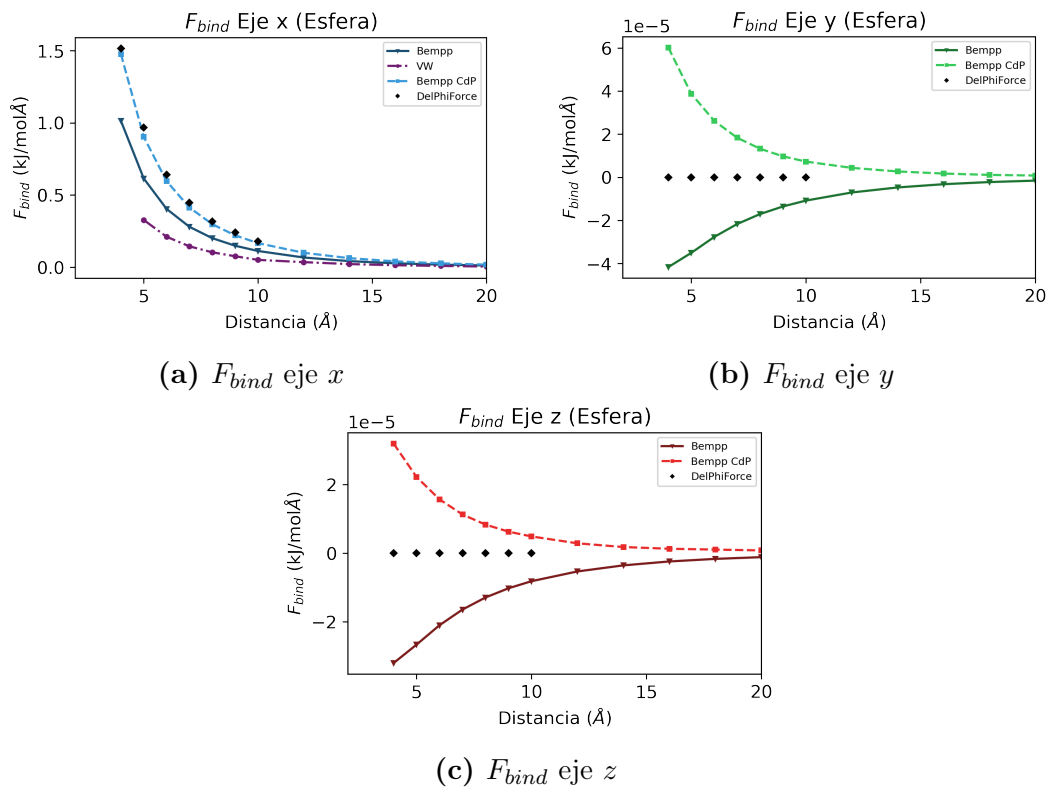 F_bind Eje x (Esfera)
F_bind (kJ/molÅ)
1.5
1.0
0.5
0.0
Bempp
VW
Bempp CdP
DelPhiForce
5
10
15
20
Distancia (Å)
(a) F_bind eje x
1e−5
F_bind Eje y (Esfera)
F_bind (kJ/molÅ)
6
4
2
0
−2
−4
Bempp
Bempp CdP
DelPhiForce
5
10
15
20
Distancia (Å)
(b) F_bind eje y
1e−5
F_bind Eje z (Esfera)
F_bind (kJ/molÅ)
2
0
−2
Bempp
Bempp CdP
DelPhiForce
5
10
15
20
Distancia (Å)
(c) F_bind eje z